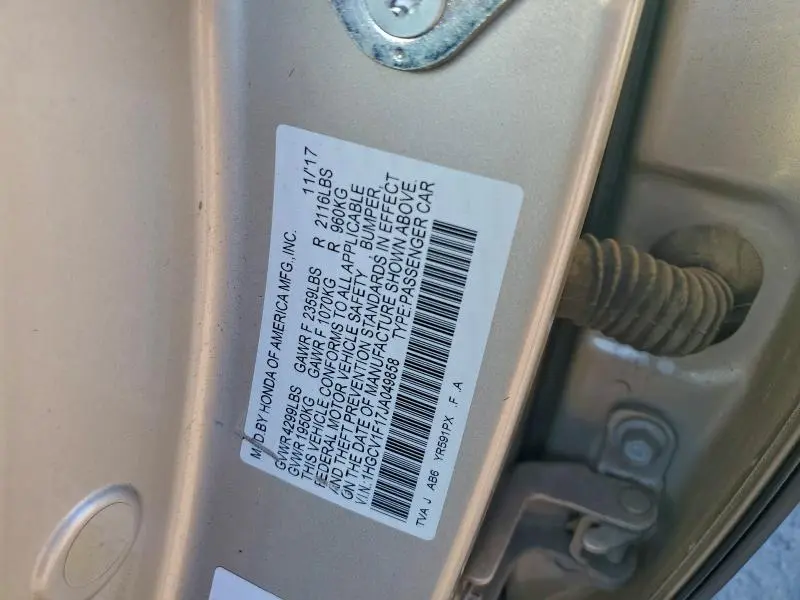 MFD BY HONDA OF AMERICA MFG., INC. 11/17
GVWR 4299LBS GAWR F 2359LBS R 2116LBS
GVWR 1950KG GAWR F 1070KG R 960KG
THIS VEHICLE CONFORMS TO ALL APPLICABLE
FEDERAL MOTOR VEHICLE SAFETY , BUMPER,
AND THEFT PREVENTION STANDARDS IN EFFECT
ON THE DATE OF MANUFACTURE SHOWN ABOVE.
V.I.N.:1HGCV1F17JA049858 TYPE:PASSENGER CAR
TVA J AB6 YR591PX .F .A